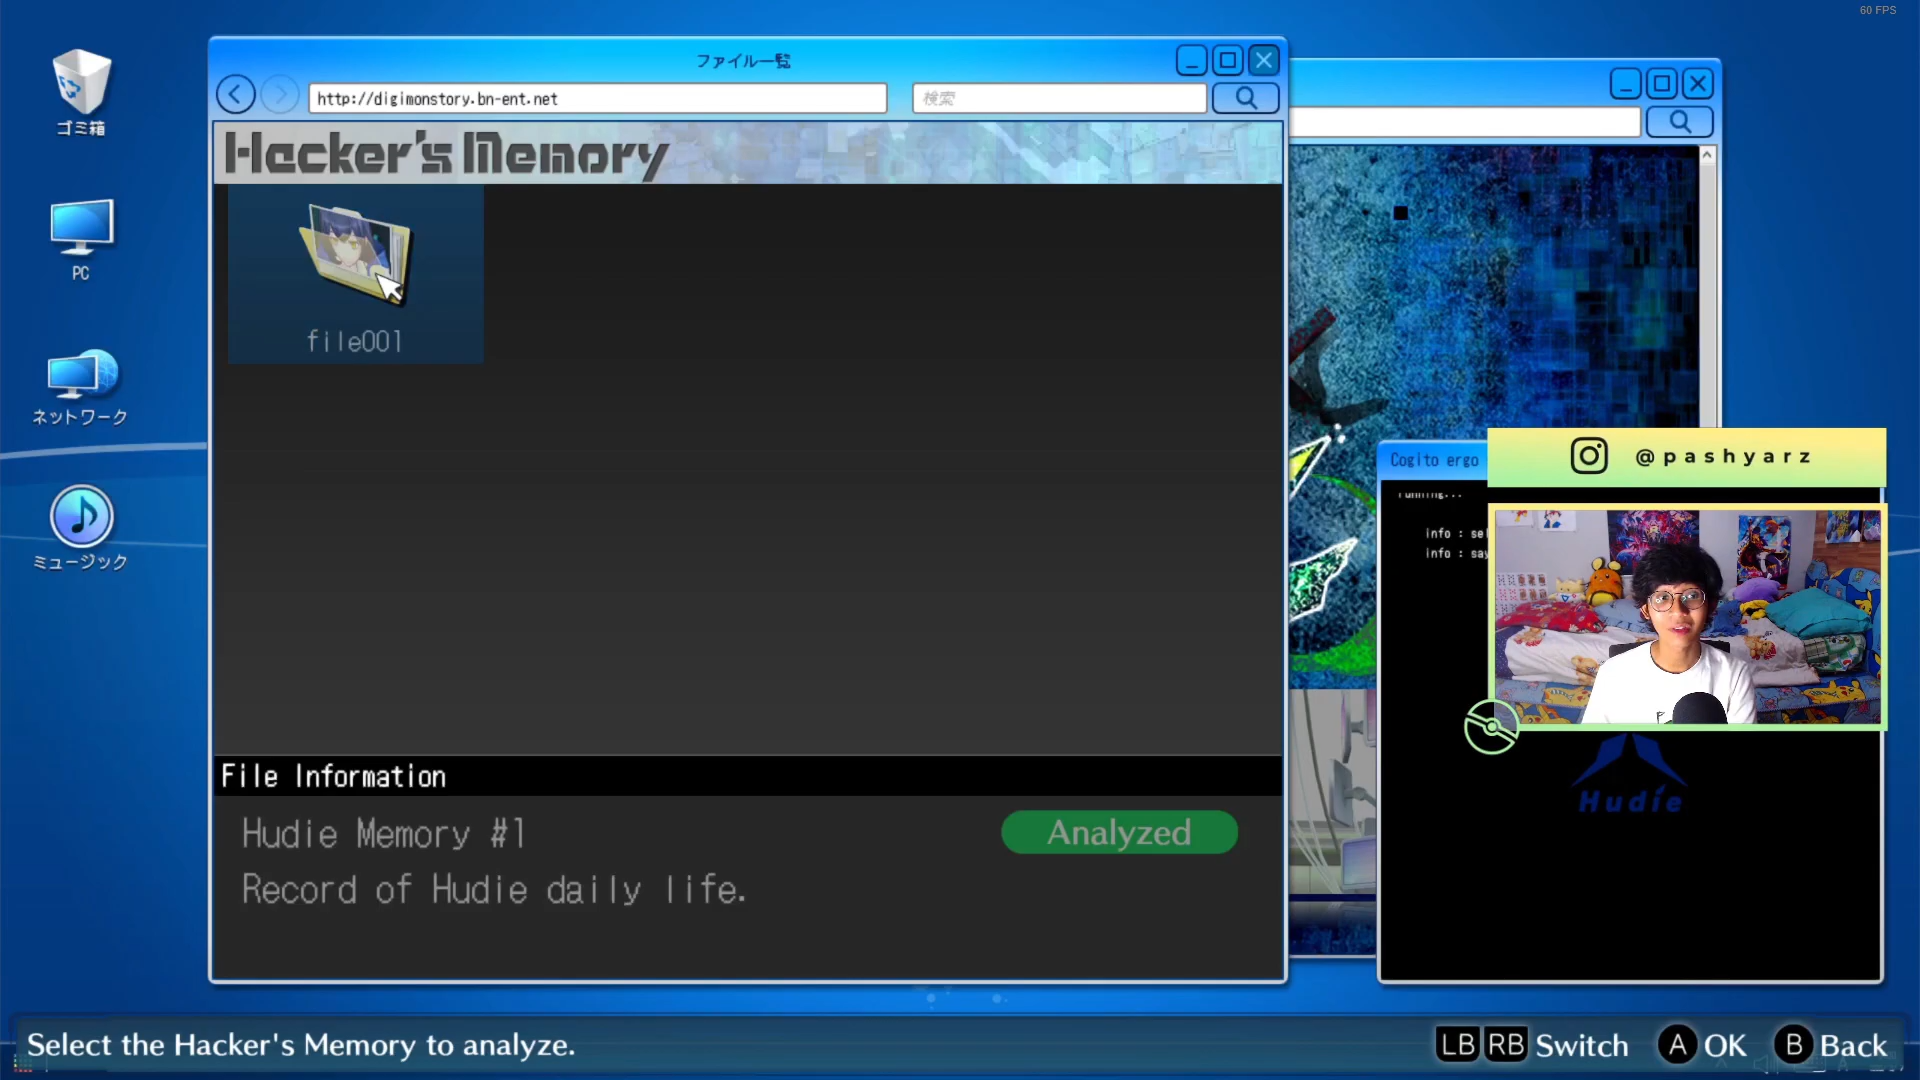 60 FPS
ゴミ箱
PC
ネットワーク
ミュージック
ファイル一覧
http://digimonstory.bn-ent.net
検索
Hacker's Memory
file001
File Information
Hudie Memory #1
Analyzed
Record of Hudie daily life.
Cogito ergo
running...
info : sel
info : say
@pashyarz
Hudie
Select the Hacker's Memory to analyze.
LB RB Switch A OK B Back